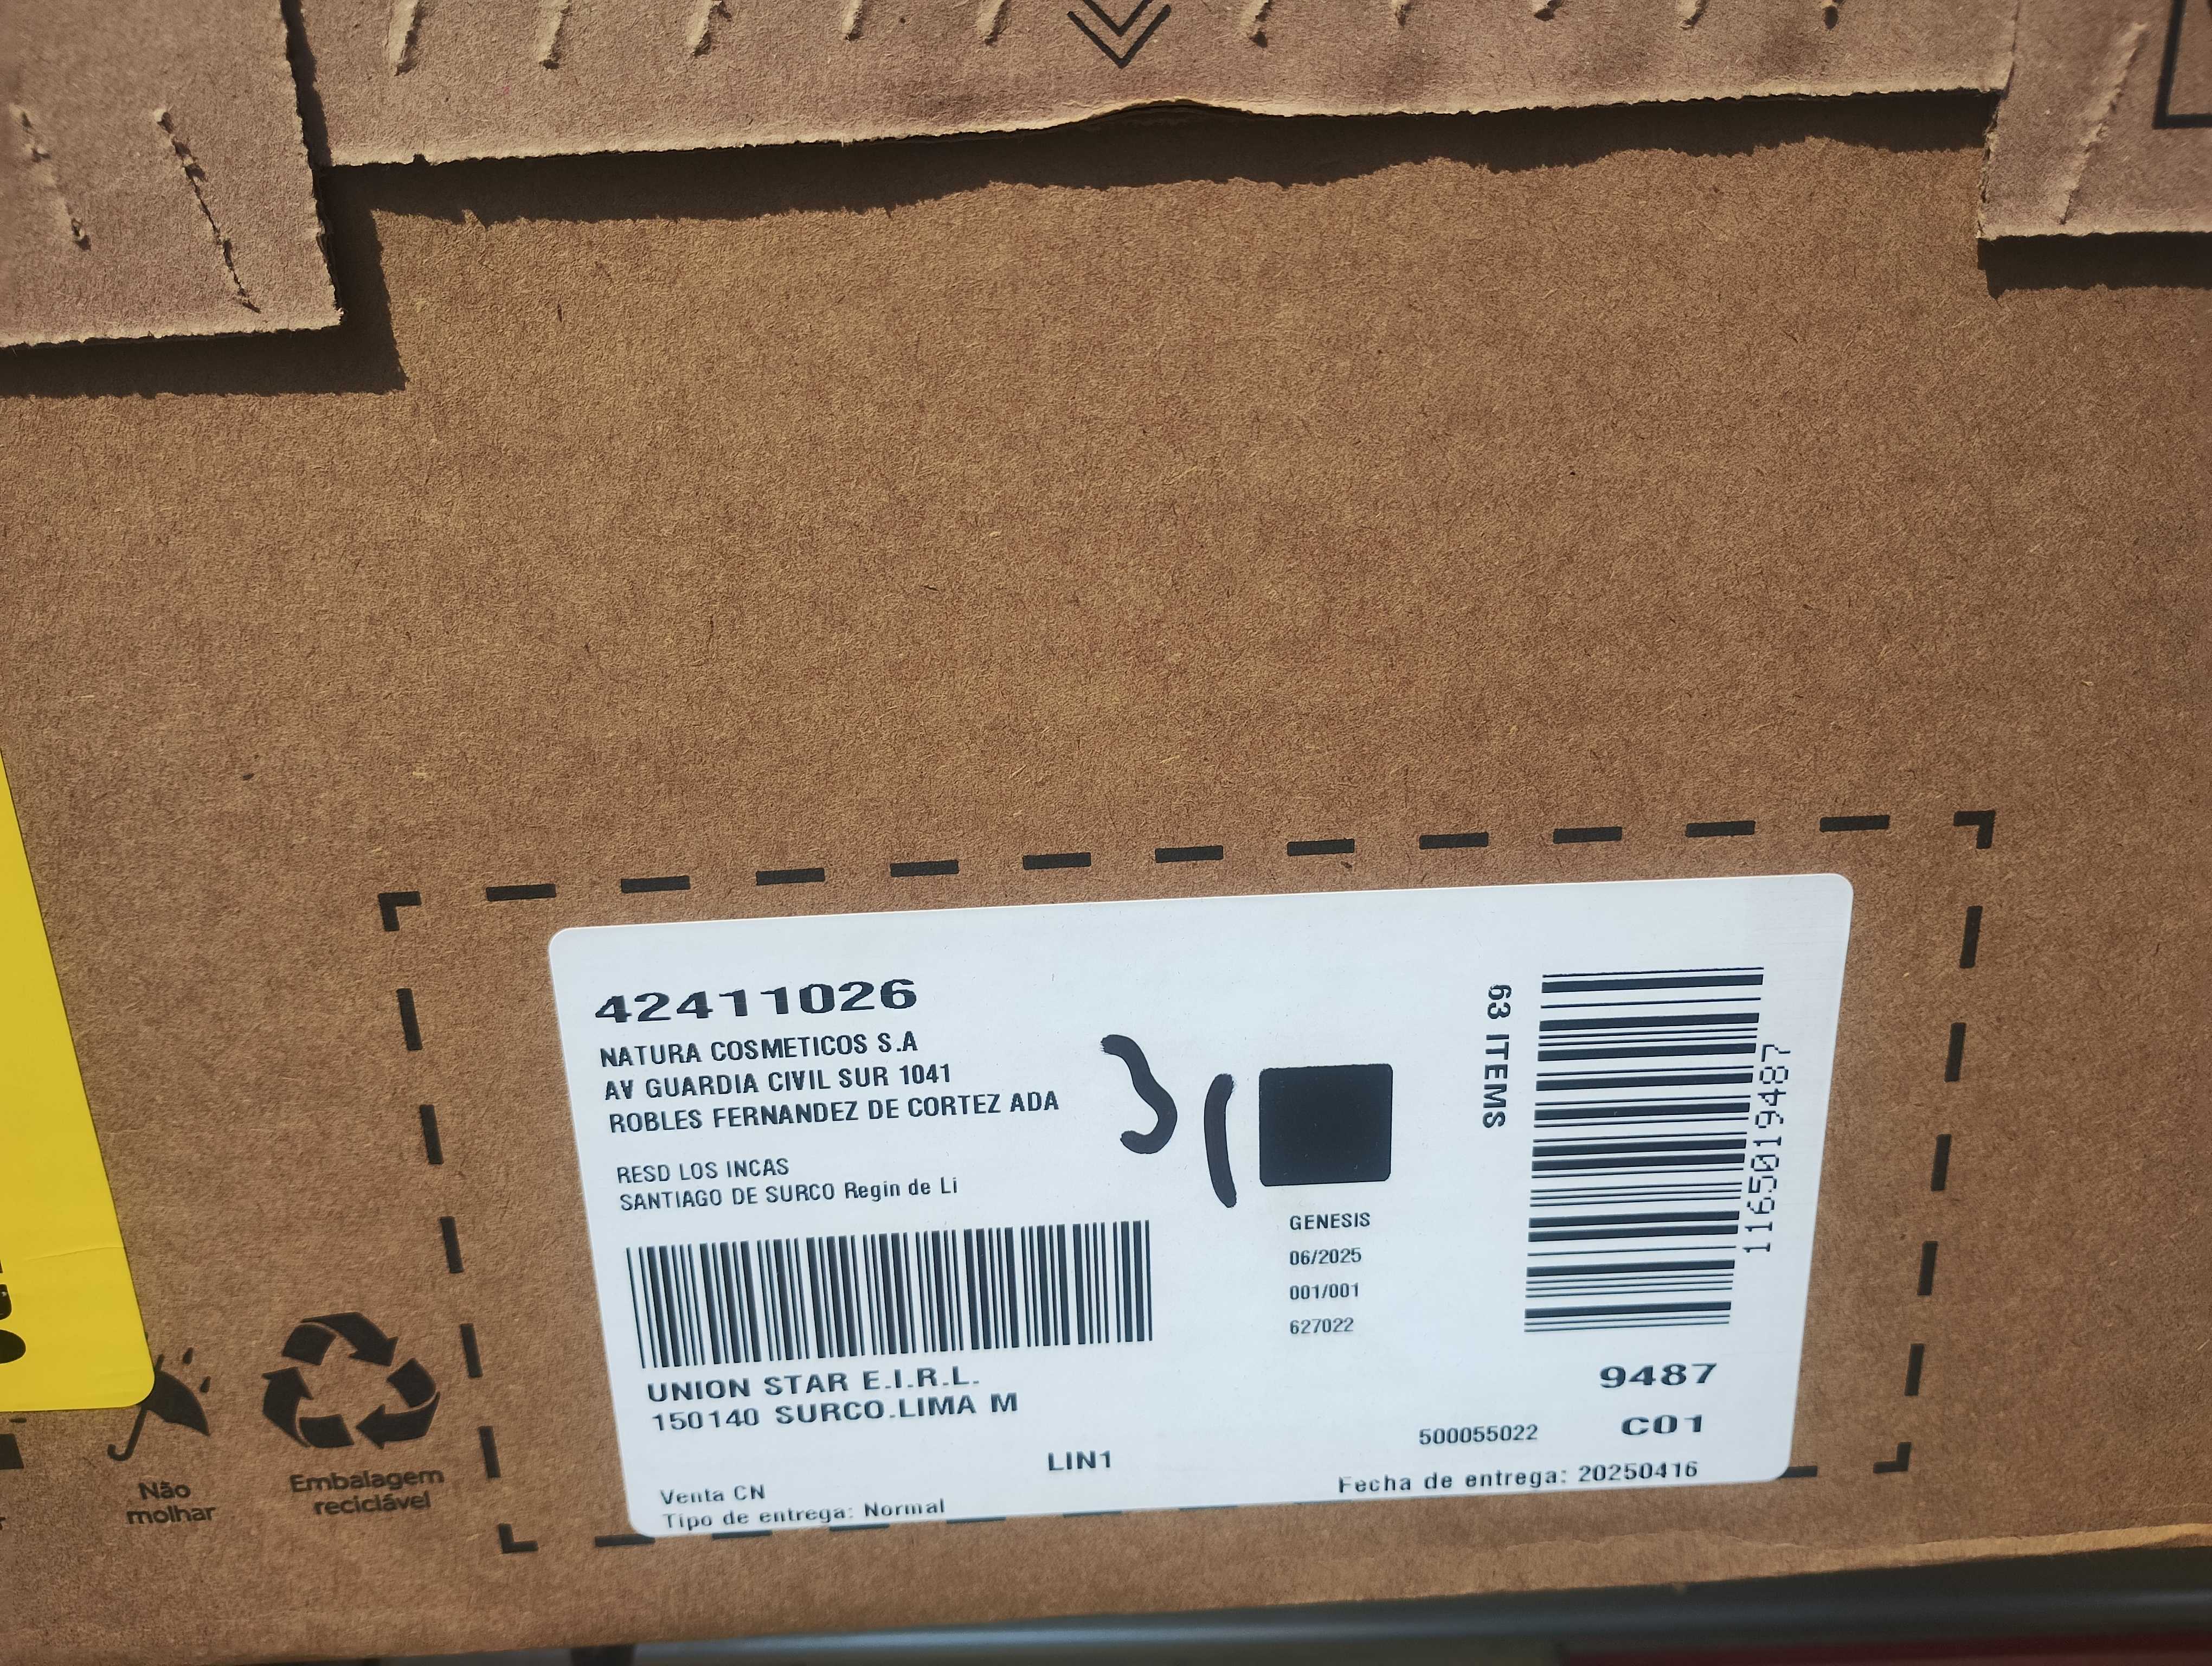 42411026
NATURA COSMETICOS S.A
AV GUARDIA CIVIL SUR 1041
ROBLES FERNANDEZ DE CORTEZ ADA
RESD LOS INCAS
SANTIAGO DE SURCO Regin de Li
UNION STAR E.I.R.L.
150140 SURCO.LIMA M
LIN1
Venta CN
Tipo de entrega: Normal
GENESIS
06/2025
001/001
627022
63 ITEMS
1165019487
9487
C01
500055022
Fecha de entrega: 20250416
Não
molhar
Embalagem
reciclável